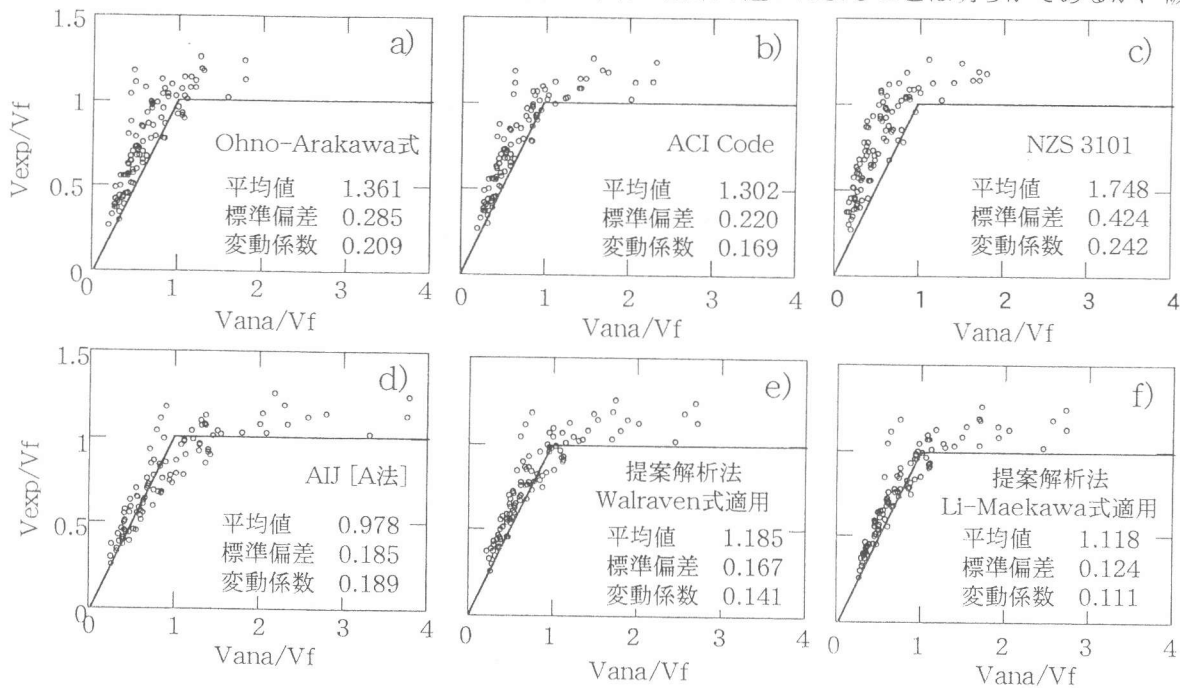 a)
1.5
1
0.5
0
Vexp/Vf
Ohno-Arakawa式
平均値 1.361
標準偏差 0.285
変動係数 0.209
0 1 2 3 4
Vana/Vf
b)
ACI Code
平均値 1.302
標準偏差 0.220
変動係数 0.169
0 1 2 3 4
Vana/Vf
c)
NZS 3101
平均値 1.748
標準偏差 0.424
変動係数 0.242
0 1 2 3 4
Vana/Vf
d)
1.5
1
0.5
0
Vexp/Vf
AIJ [A法]
平均値 0.978
標準偏差 0.185
変動係数 0.189
0 1 2 3 4
Vana/Vf
e)
提案解析法
Walraven式適用
平均値 1.185
標準偏差 0.167
変動係数 0.141
0 1 2 3 4
Vana/Vf
f)
提案解析法
Li-Maekawa式適用
平均値 1.118
標準偏差 0.124
変動係数 0.111
0 1 2 3 4
Vana/Vf